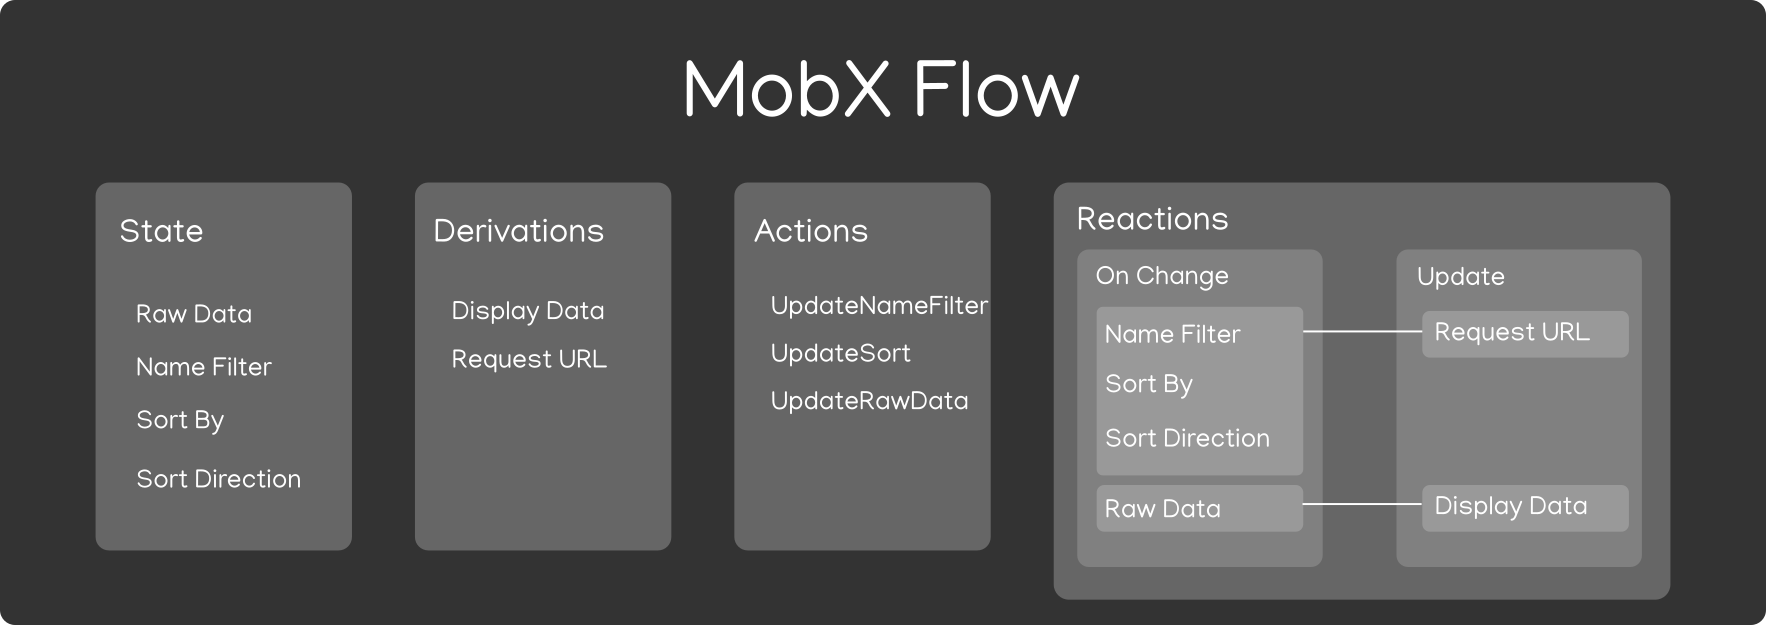 MobX Flow
State
Raw Data
Name Filter
Sort By
Sort Direction
Derivations
Display Data
Request URL
Actions
UpdateNameFilter
UpdateSort
UpdateRawData
Reactions
On Change
Name Filter
Sort By
Sort Direction
Raw Data
Update
Request URL
Display Data